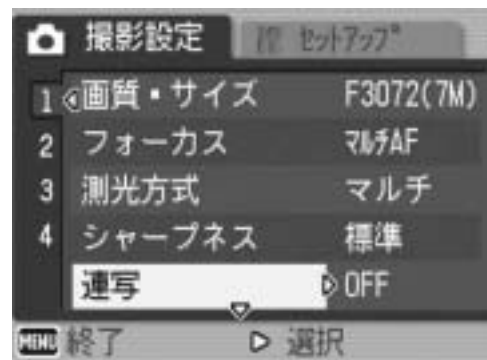 撮影設定 セットアップ
1 画質・サイズ F3072(7M)
2 フォーカス マルチAF
3 測光方式 マルチ
4 シャープネス 標準
連写 OFF
MENU 終了 選択